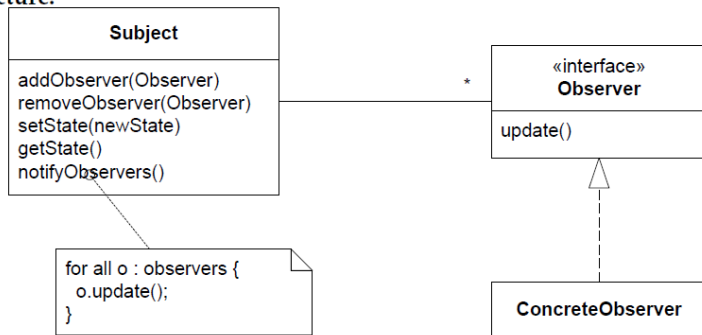 Subject
addObserver(Observer)
removeObserver(Observer)
setState(newState)
getState()
notifyObservers()
*
«interface»
Observer
update()
for all o : observers {
o.update();
}
ConcreteObserver